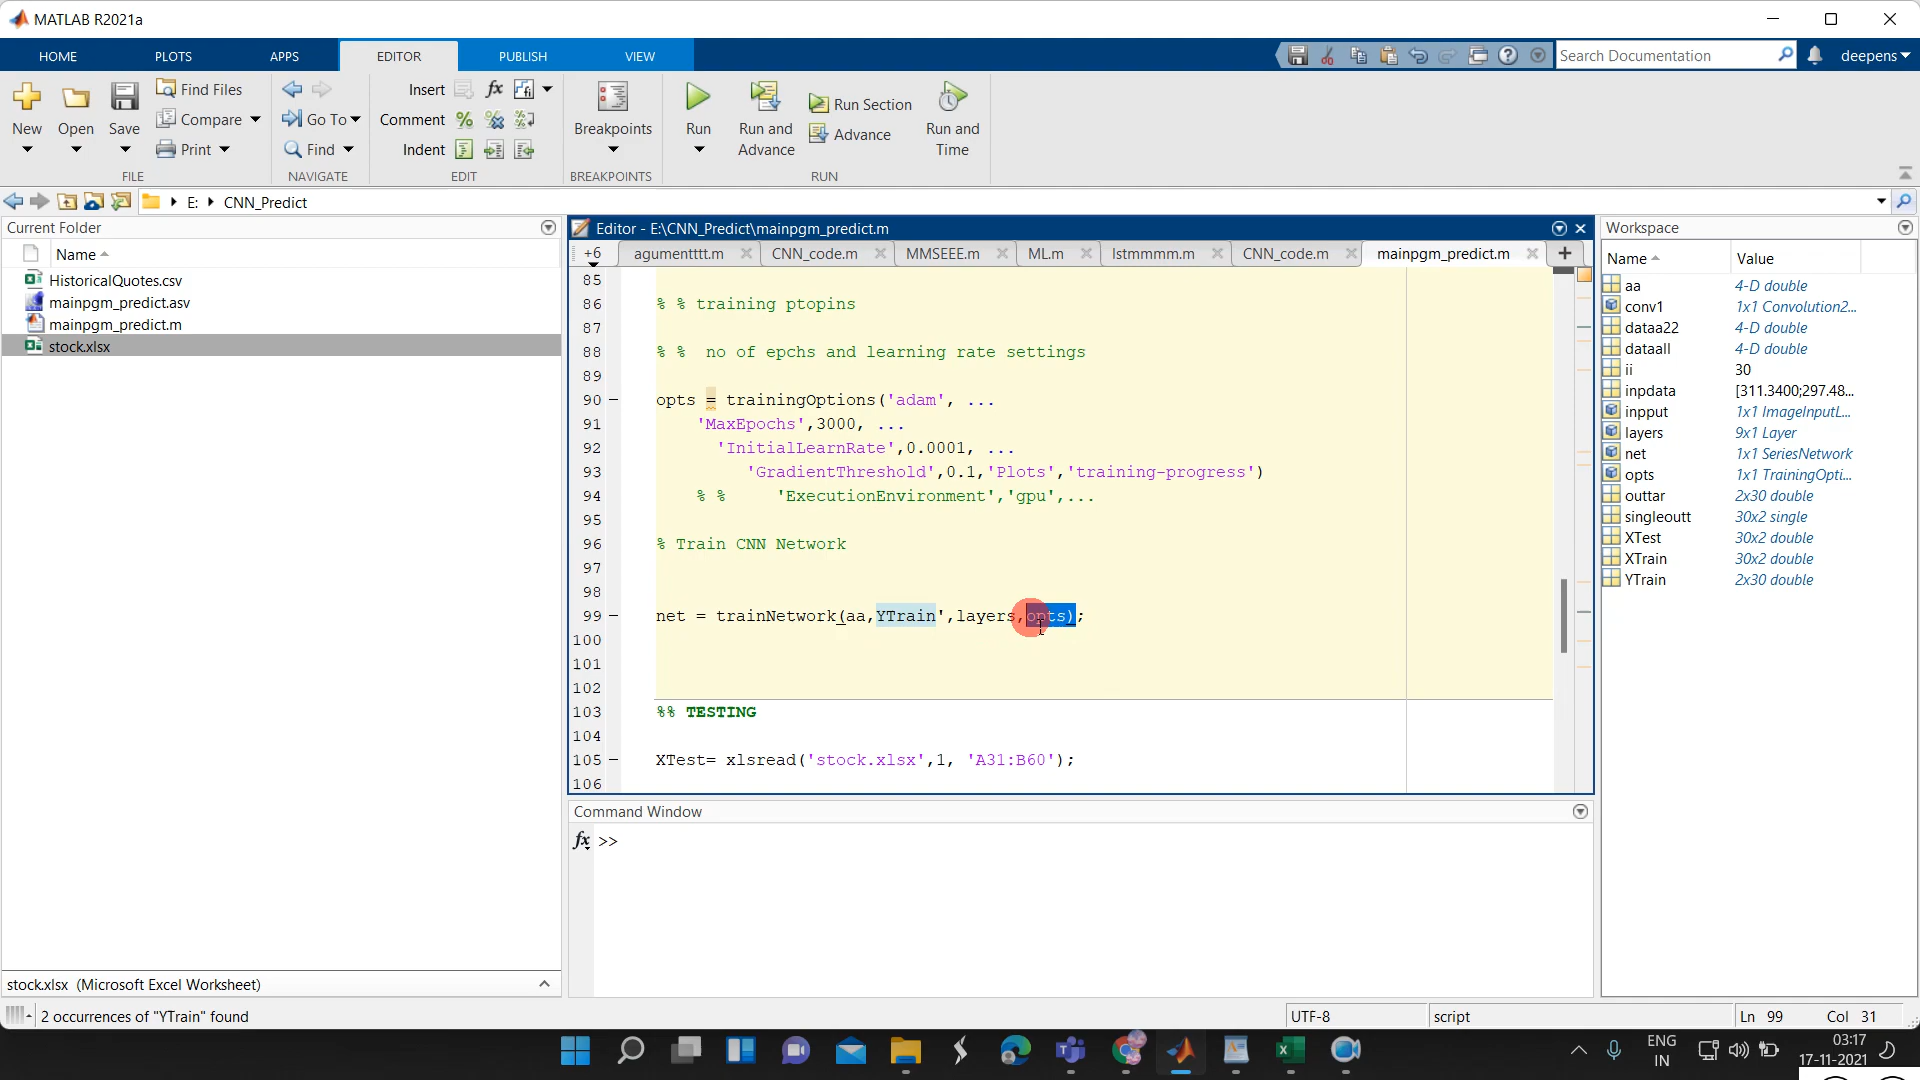 MATLAB R2021a
HOME PLOTS APPS EDITOR PUBLISH VIEW Search Documentation deepens
New Open Save Find Files Compare Print Go To Find Insert fx Comment Indent Breakpoints Run Run and Advance Run Section Advance Run and Time
FILE NAVIGATE EDIT BREAKPOINTS RUN
E: CNN_Predict
Current Folder
Name
HistoricalQuotes.csv
mainpgm_predict.asv
mainpgm_predict.m
stock.xlsx
stock.xlsx (Microsoft Excel Worksheet)
Editor - E:\CNN_Predict\mainpgm_predict.m
+6 agumentttt.m CNN_code.m MMSEEE.m ML.m lstmmmm.m CNN_code.m mainpgm_predict.m
85
86 % % training ptopins
87
88 % % no of epchs and learning rate settings
89
90 – opts = trainingOptions('adam', ...
91 'MaxEpochs',3000, ...
92 'InitialLearnRate',0.0001, ...
93 'GradientThreshold',0.1,'Plots','training-progress')
94 % % 'ExecutionEnvironment','gpu',...
95
96 % Train CNN Network
97
98
99 – net = trainNetwork(aa,YTrain',layers,opts);
100
101
102
103 %% TESTING
104
105 – XTest= xlsread('stock.xlsx',1, 'A31:B60');
106
Command Window
fx >>
Workspace
Name Value
aa 4-D double
conv1 1x1 Convolution2...
dataa22 4-D double
dataall 4-D double
ii 30
inpdata [311.3400;297.48...
inpput 1x1 ImageInputL...
layers 9x1 Layer
net 1x1 SeriesNetwork
opts 1x1 TrainingOpti...
outtar 2x30 double
singleoutt 30x2 single
XTest 30x2 double
XTrain 30x2 double
YTrain 2x30 double
2 occurrences of "YTrain" found UTF-8 script Ln 99 Col 31
ENG
IN
03:17
17-11-2021